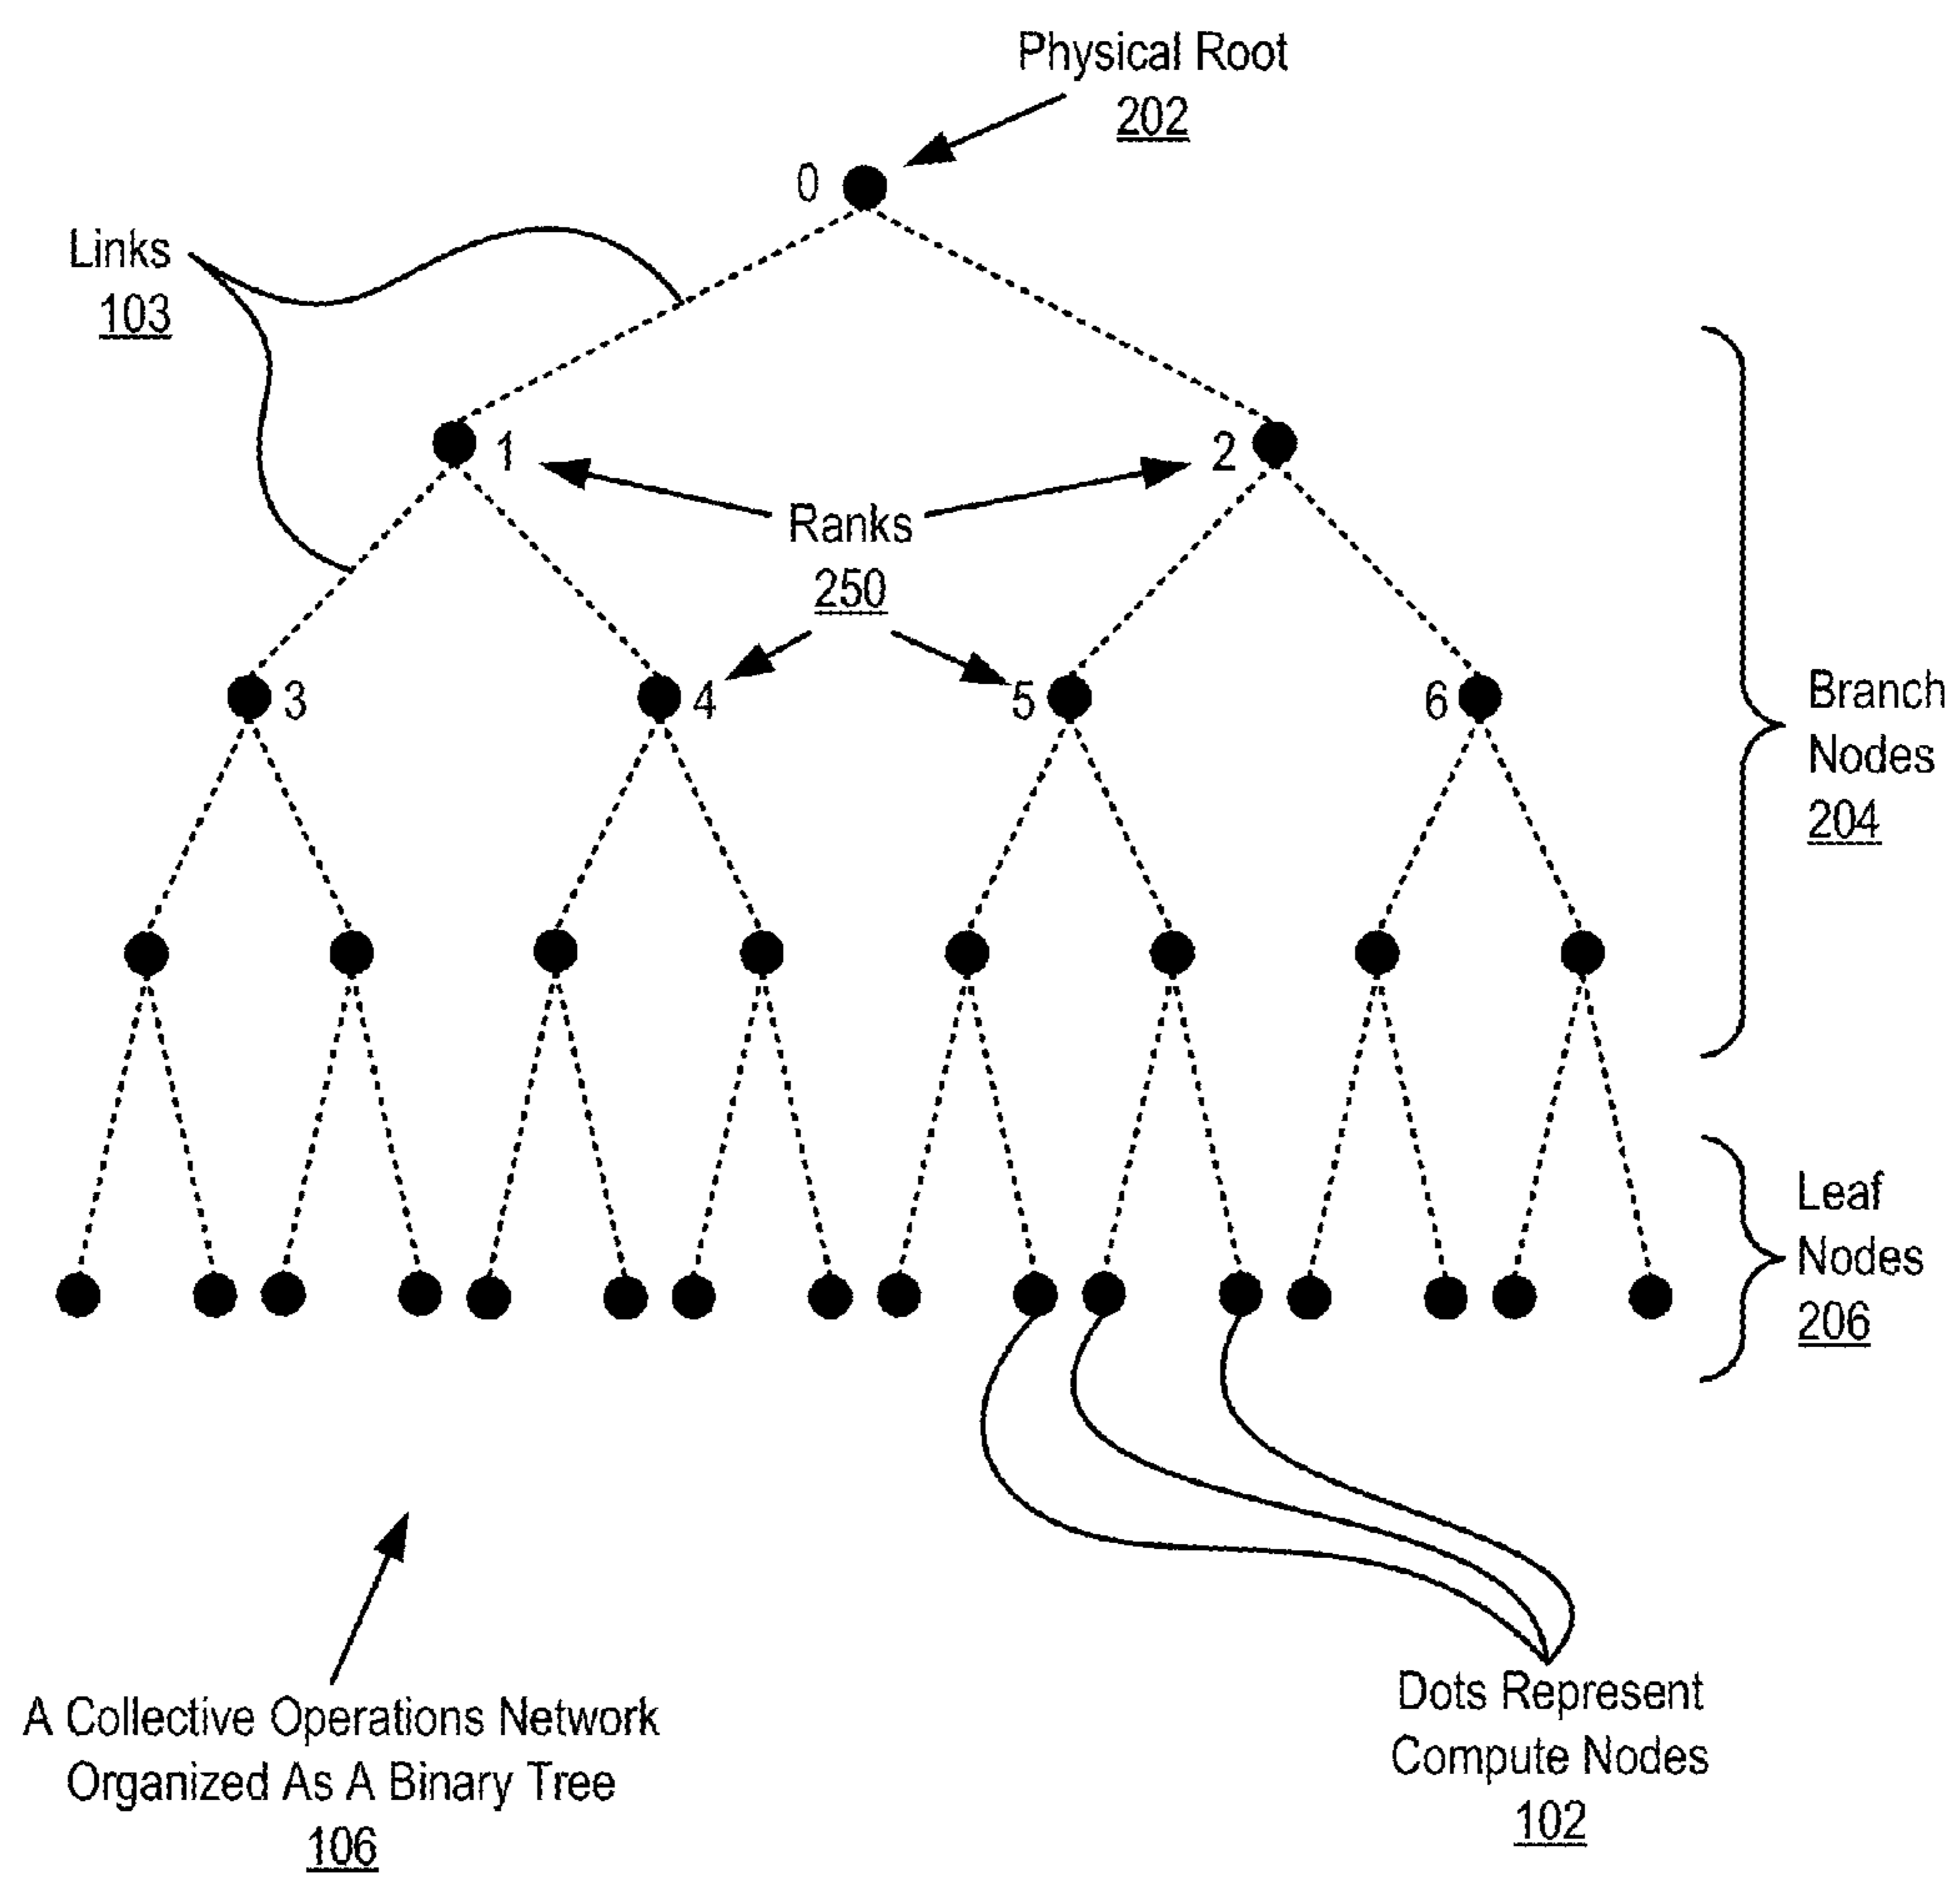 Physical Root
202
0
Links
103
1
2
Ranks
250
3
4
5
6
Branch
Nodes
204
Leaf
Nodes
206
A Collective Operations Network
Organized As A Binary Tree
106
Dots Represent
Compute Nodes
102